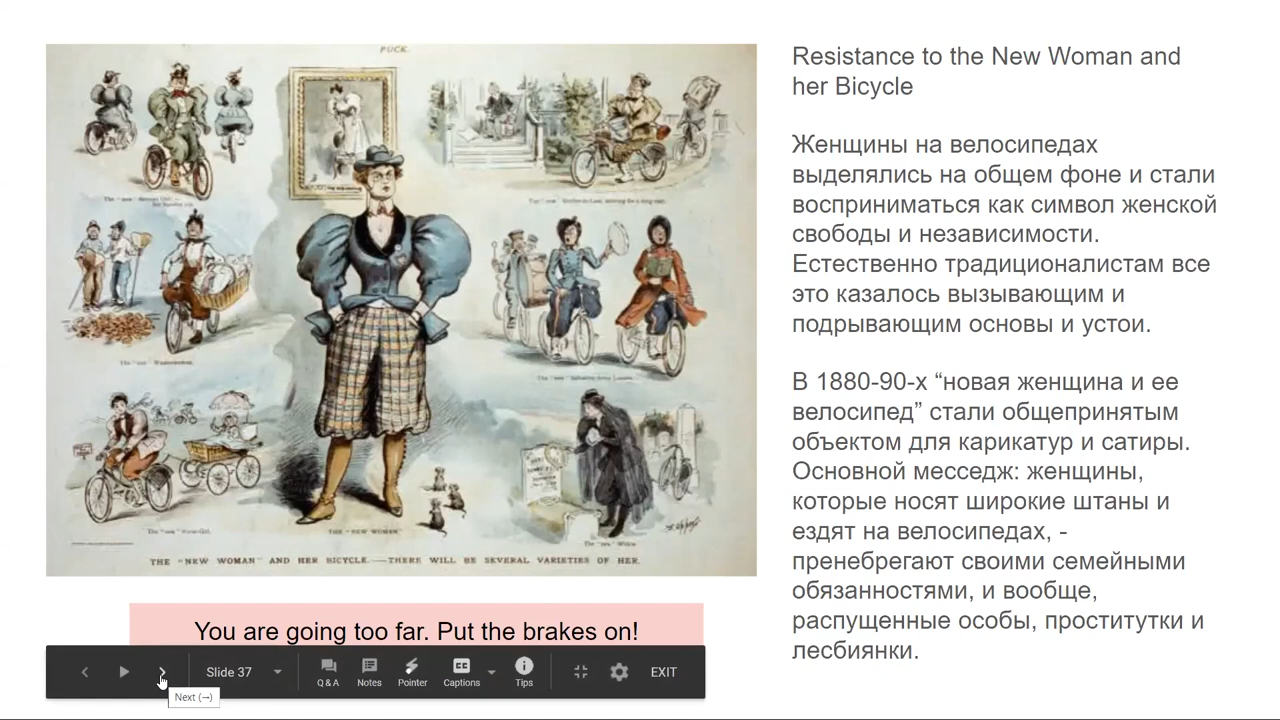 PUCK.
THE "NEW WOMAN"
THE "NEW WOMAN" AND HER BICYCLE.—THERE WILL BE SEVERAL VARIETIES OF HER.
You are going too far. Put the brakes on!
Resistance to the New Woman and
her Bicycle
Женщины на велосипедах
выделялись на общем фоне и стали
восприниматься как символ женской
свободы и независимости.
Естественно традиционалистам все
это казалось вызывающим и
подрывающим основы и устои.
В 1880-90-х “новая женщина и ее
велосипед” стали общепринятым
объектом для карикатур и сатиры.
Основной месседж: женщины,
которые носят широкие штаны и
ездят на велосипедах, -
пренебрегают своими семейными
обязанностями, и вообще,
распущенные особы, проститутки и
лесбиянки.
Slide 37
Q & A
Notes
Pointer
Captions
Tips
EXIT
Next (→)